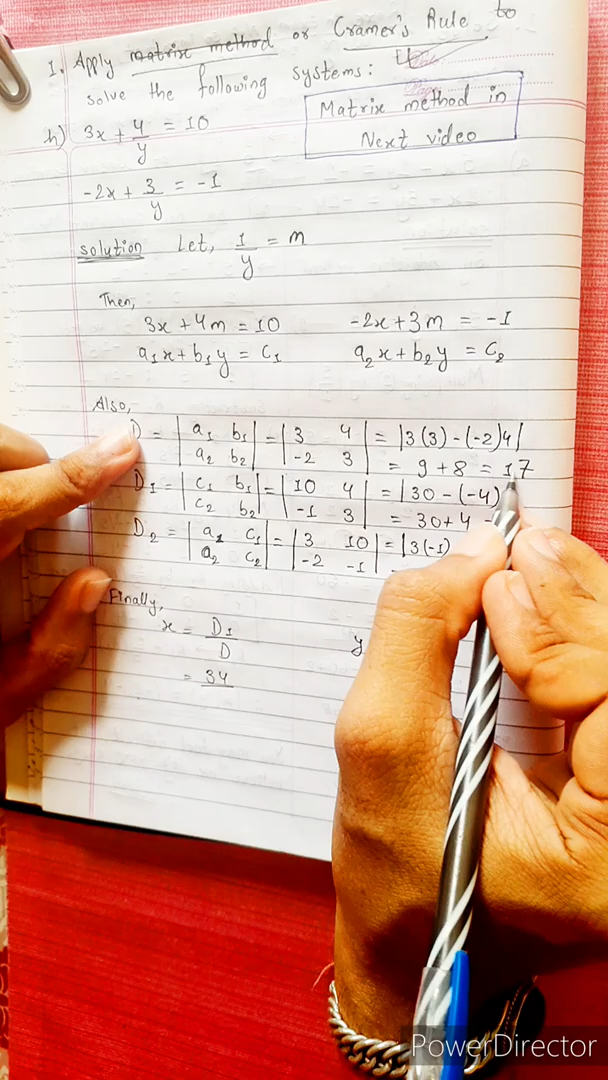 1. Apply matrix method or Cramer's Rule to
solve the following systems:
Matrix method in
Next video
h) 3x + 4/y = 10
-2x + 3/y = -1
solution Let, 1/y = m
Then,
3x + 4m = 10 -2x + 3m = -1
a₁x + b₁y = c₁ a₂x + b₂y = c₂
Also,
D = |a₁ b₁| = |3 4| = |3(3) - (-2)4|
|a₂ b₂| |-2 3| = 9 + 8 = 17
D₁ = |c₁ b₁| = |10 4| = |30 - (-4)
|c₂ b₂| |-1 3| = 30 + 4
D₂ = |a₁ c₁| = |3 10| = |3(-1)
|a₂ c₂| |-2 -1|
Finally,
x = D₁/D y
= 34
PowerDirector